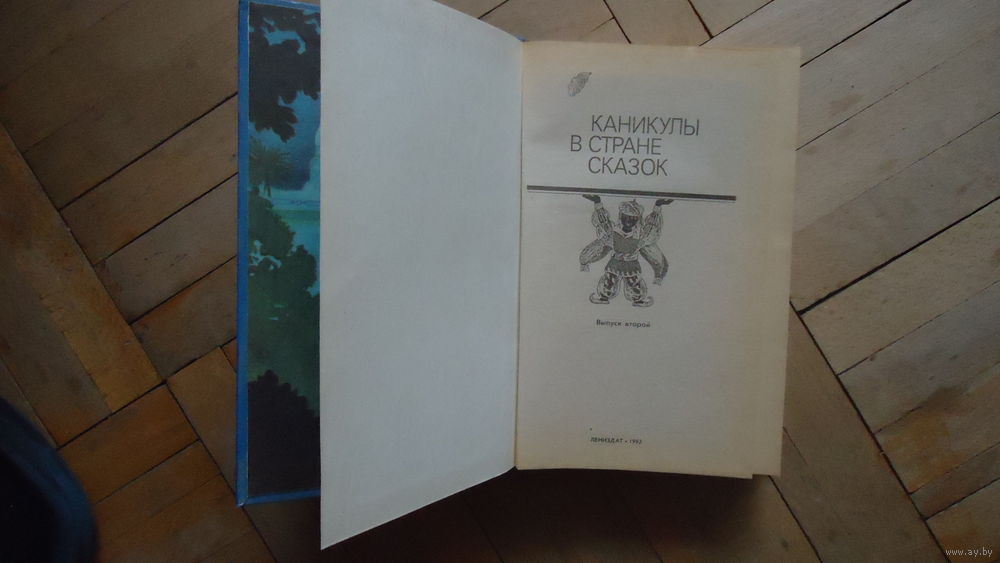 КАНИКУЛЫ
В СТРАНЕ
СКАЗОК
Выпуск второй
ЛЕНИЗДАТ • 1992
www.ay.by